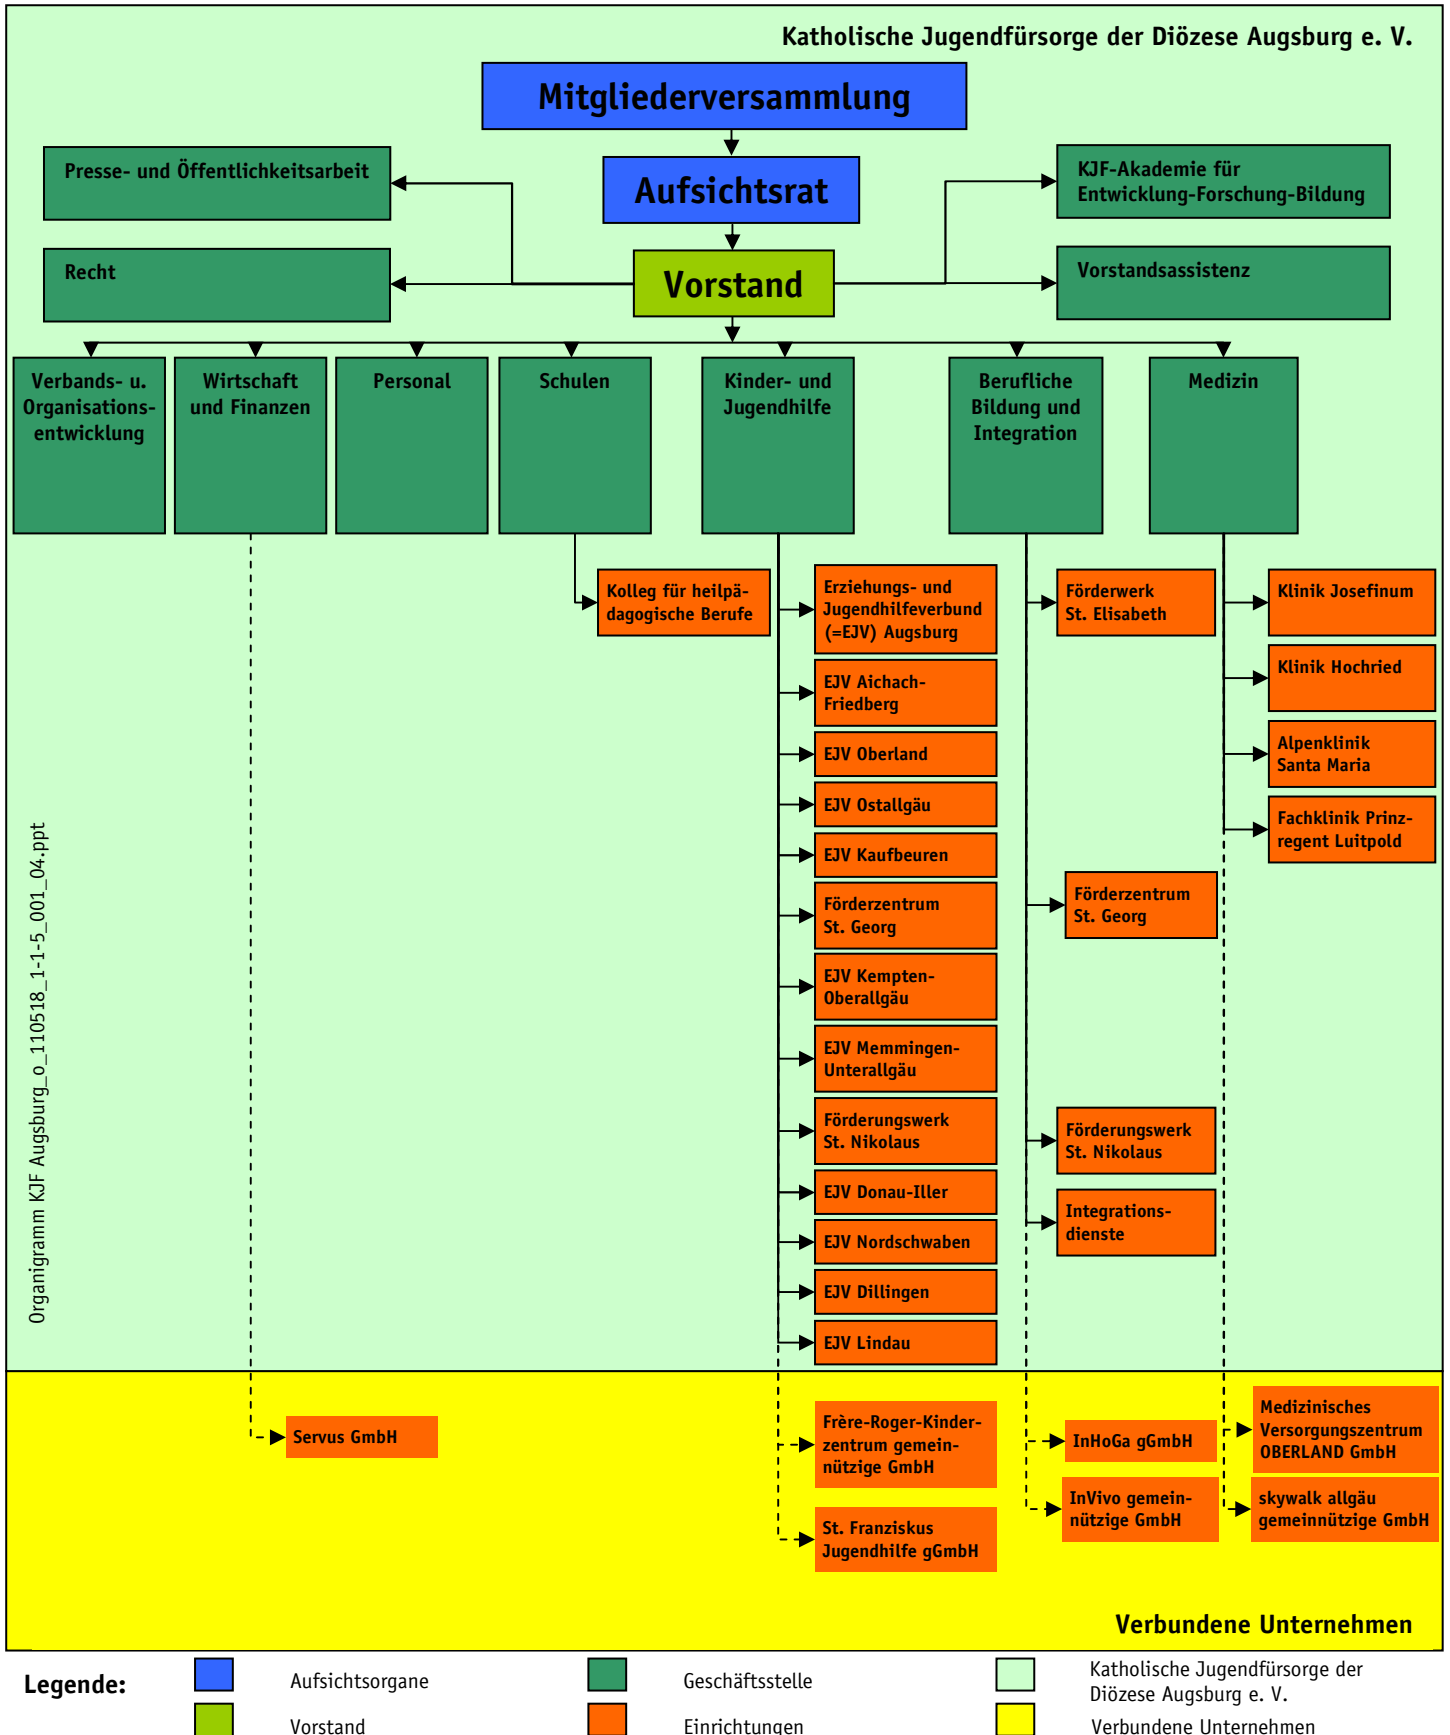 Katholische Jugendfürsorge der Diözese Augsburg e. V.
Mitgliederversammlung
Presse- und Öffentlichkeitsarbeit
Aufsichtsrat
KJF-Akademie für
Entwicklung-Forschung-Bildung
Recht
Vorstand
Vorstandsassistenz
Verbands- u.
Organisations-
entwicklung
Wirtschaft
und Finanzen
Personal
Schulen
Kinder- und
Jugendhilfe
Berufliche
Bildung und
Integration
Medizin
Kolleg für heilpä-
dagogische Berufe
Erziehungs- und
Jugendhilfeverbund
(=EJV) Augsburg
EJV Aichach-
Friedberg
EJV Oberland
EJV Ostallgäu
EJV Kaufbeuren
Förderzentrum
St. Georg
EJV Kempten-
Oberallgäu
EJV Memmingen-
Unterallgäu
Förderungswerk
St. Nikolaus
EJV Donau-Iller
EJV Nordschwaben
EJV Dillingen
EJV Lindau
Förderwerk
St. Elisabeth
Förderzentrum
St. Georg
Förderungswerk
St. Nikolaus
Integrations-
dienste
Klinik Josefinum
Klinik Hochried
Alpenklinik
Santa Maria
Fachklinik Prinz-
regent Luitpold
Organigramm KJF Augsburg_o_110518_1-1-5_001_04.ppt
Servus GmbH
Frère-Roger-Kinder-
zentrum gemein-
nützige GmbH
St. Franziskus
Jugendhilfe gGmbH
InHoGa gGmbH
InVivo gemein-
nützige GmbH
Medizinisches
Versorgungszentrum
OBERLAND GmbH
skywalk allgäu
gemeinnützige GmbH
Verbundene Unternehmen
Legende:
Aufsichtsorgane
Geschäftsstelle
Katholische Jugendfürsorge der
Diözese Augsburg e. V.
Vorstand
Einrichtungen
Verbundene Unternehmen